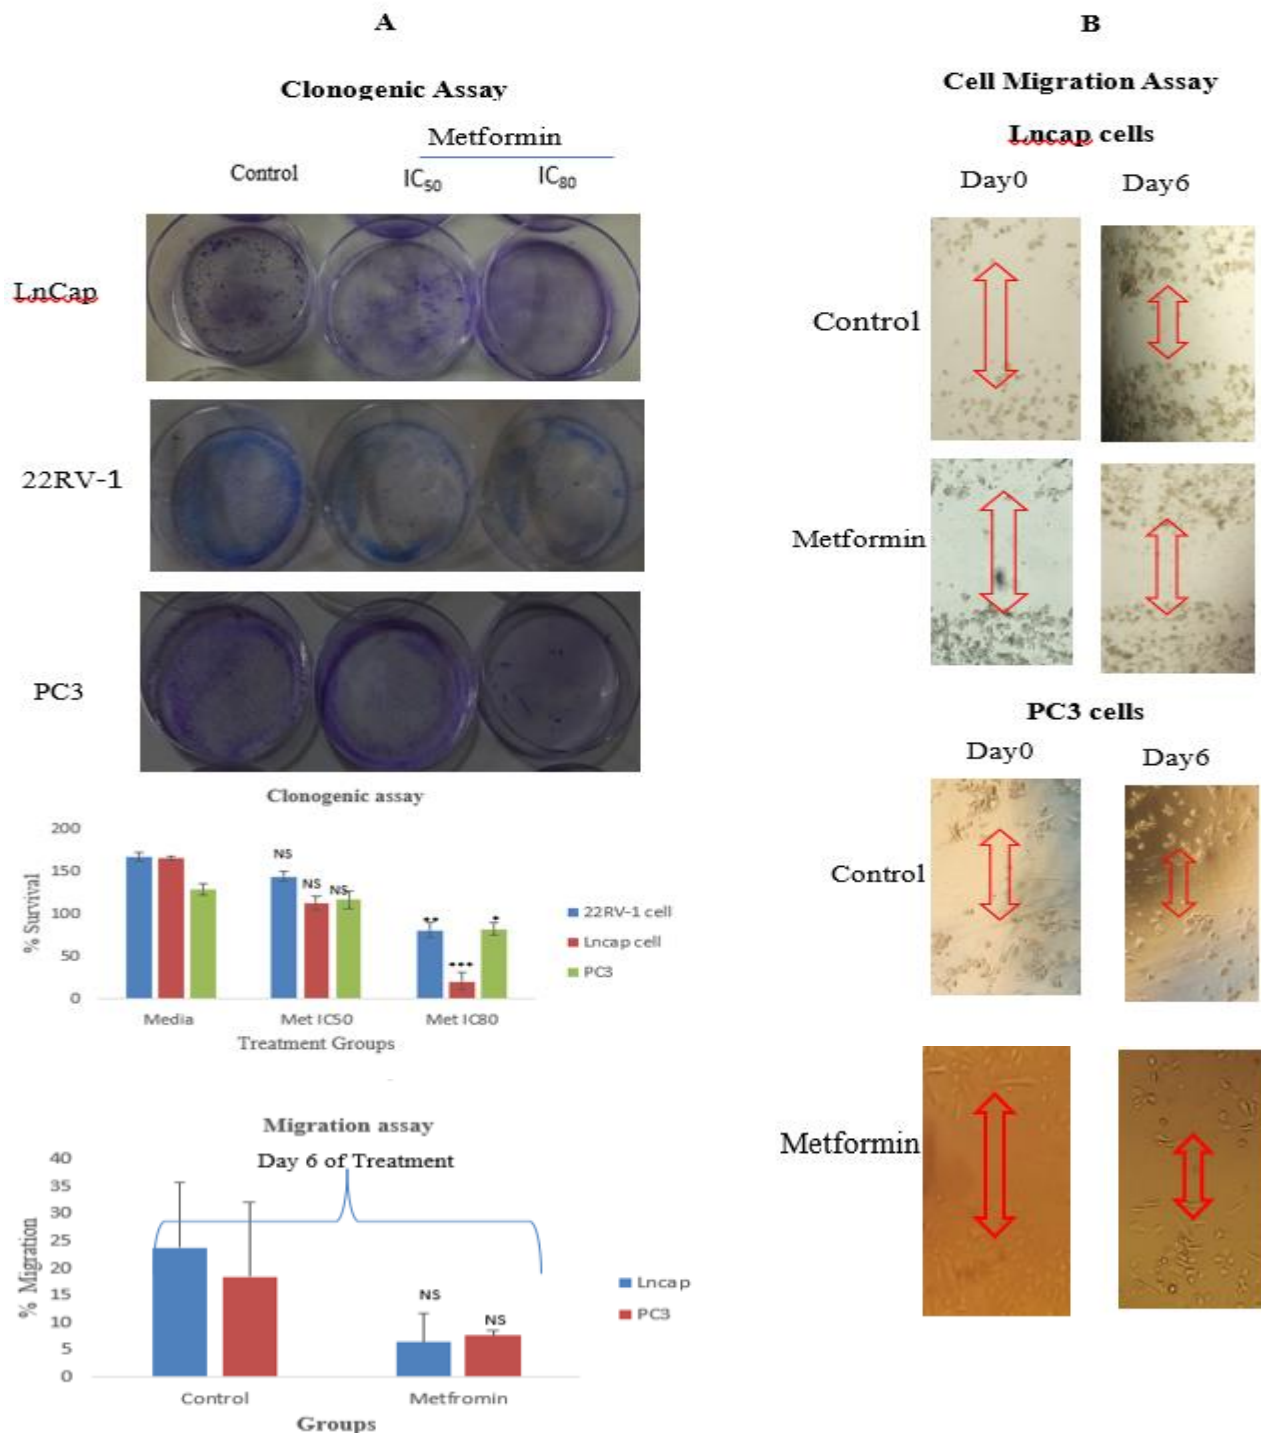 A
Clonogenic Assay
Metformin
Control
IC50
IC80
LnCap
22RV-1
PC3
Clonogenic assay
% Survival
200
150
100
50
0
NS
NS
NS
**
***
*
Media
Met IC50
Met IC80
Treatment Groups
22RV-1 cell
Lncap cell
PC3
Migration assay
Day 6 of Treatment
% Migration
40
35
30
25
20
15
10
5
0
NS
NS
Control
Metfromin
Groups
Lncap
PC3
B
Cell Migration Assay
Lncap cells
Day0
Day6
Control
Metformin
PC3 cells
Day0
Day6
Control
Metformin